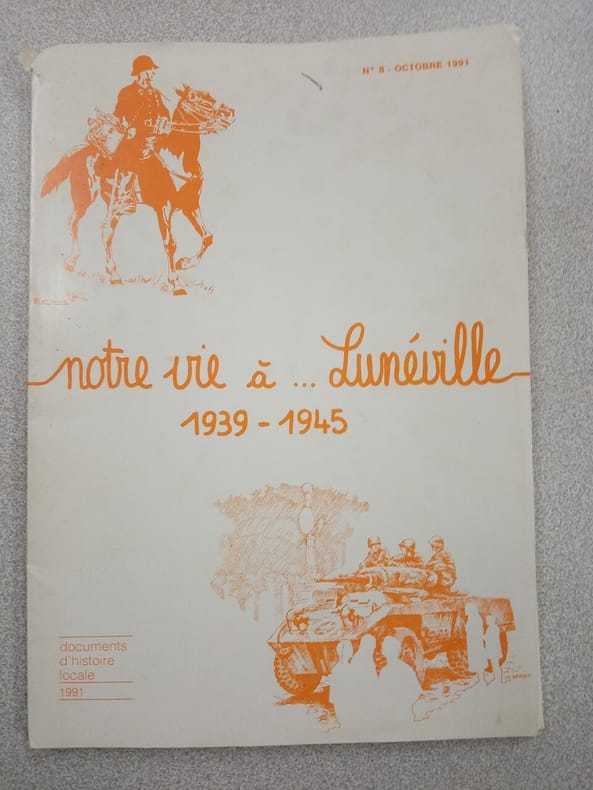 N° 8 - OCTOBRE 1991
notre vie à ... Lunéville
1939 - 1945
documents
d'histoire
locale
1991